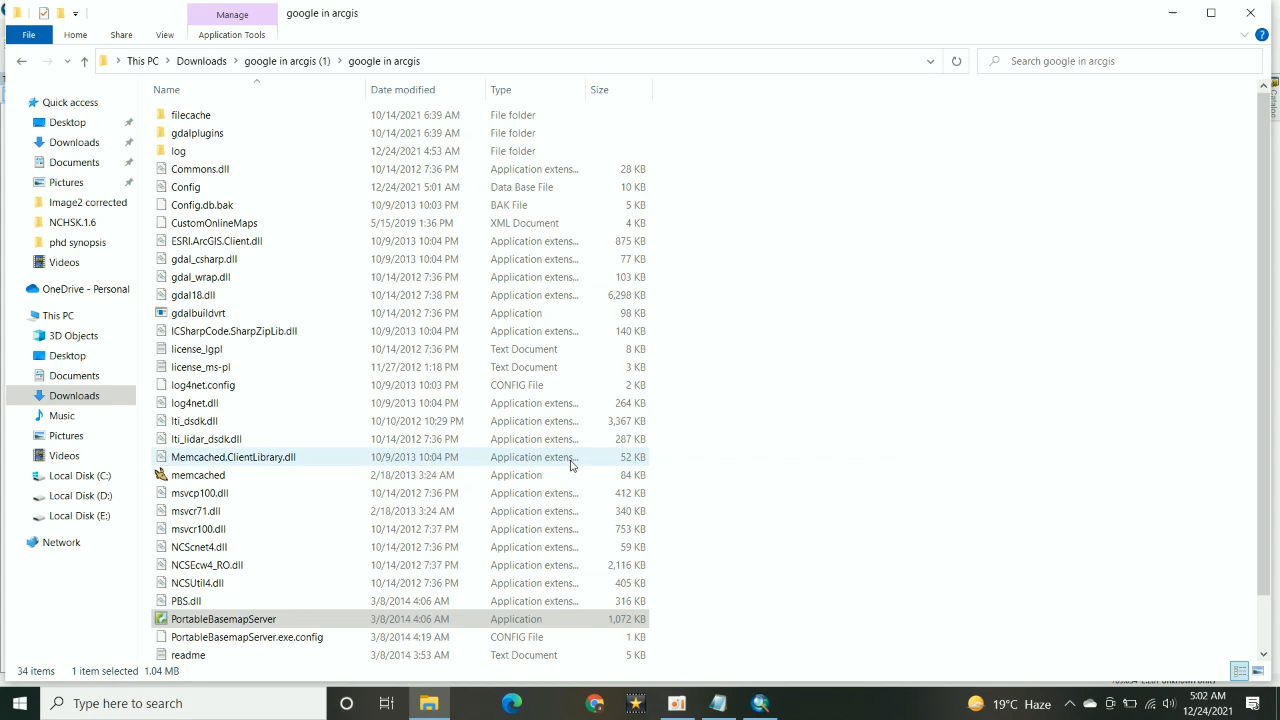 Manage
google in arcgis
File
Home
Share
View
Application Tools
This PC
Downloads
google in arcgis (1)
google in arcgis
Search google in arcgis
Name
Date modified
Type
Size
Quick access
Desktop
Downloads
Documents
Pictures
Image2 corrected
NCHSK.1.6
phd synopsis
Videos
OneDrive - Personal
This PC
3D Objects
Desktop
Documents
Downloads
Music
Pictures
Videos
Local Disk (C:)
Local Disk (D:)
Local Disk (E:)
Network
filecache 10/14/2021 6:39 AM File folder
gdalplugins 10/14/2021 6:39 AM File folder
log 12/24/2021 4:53 AM File folder
Commons.dll 10/14/2012 7:36 PM Application extens... 28 KB
Config 12/24/2021 5:01 AM Data Base File 10 KB
Config.db.bak 10/9/2013 10:03 PM BAK File 5 KB
CustomOnlineMaps 5/15/2019 1:36 PM XML Document 4 KB
ESRI.ArcGIS.Client.dll 10/9/2013 10:04 PM Application extens... 875 KB
gdal_csharp.dll 10/9/2013 10:04 PM Application extens... 77 KB
gdal_wrap.dll 10/14/2012 7:36 PM Application extens... 103 KB
gdal18.dll 10/14/2012 7:38 PM Application extens... 6,298 KB
gdalbuildvrt 10/14/2012 7:36 PM Application 98 KB
ICSharpCode.SharpZipLib.dll 10/9/2013 10:04 PM Application extens... 140 KB
license_lgpl 10/14/2012 7:36 PM Text Document 8 KB
license_ms-pl 11/27/2012 1:18 PM Text Document 3 KB
log4net.config 10/9/2013 10:03 PM CONFIG File 2 KB
log4net.dll 10/9/2013 10:04 PM Application extens... 264 KB
lti_dsdk.dll 10/10/2012 10:29 PM Application extens... 3,367 KB
lti_lidar_dsdk.dll 10/14/2012 7:36 PM Application extens... 287 KB
Memcached.ClientLibrary.dll 10/9/2013 10:04 PM Application extens... 52 KB
memcached 2/18/2013 3:24 AM Application 84 KB
msvcp100.dll 10/14/2012 7:36 PM Application extens... 412 KB
msvcr71.dll 2/18/2013 3:24 AM Application extens... 340 KB
msvcr100.dll 10/14/2012 7:37 PM Application extens... 753 KB
NCScnet4.dll 10/14/2012 7:36 PM Application extens... 59 KB
NCSEcw4_RO.dll 10/14/2012 7:37 PM Application extens... 2,116 KB
NCSUtil4.dll 10/14/2012 7:36 PM Application extens... 405 KB
PBS.dll 3/8/2014 4:06 AM Application extens... 316 KB
PortableBasemapServer 3/8/2014 4:06 AM Application 1,072 KB
PortableBasemapServer.exe.config 3/8/2014 4:19 AM CONFIG File 1 KB
readme 3/8/2014 3:53 AM Text Document 5 KB
34 items 1 item selected 1.04 MB
Type here to search
19°C Haze
5:02 AM
12/24/2021